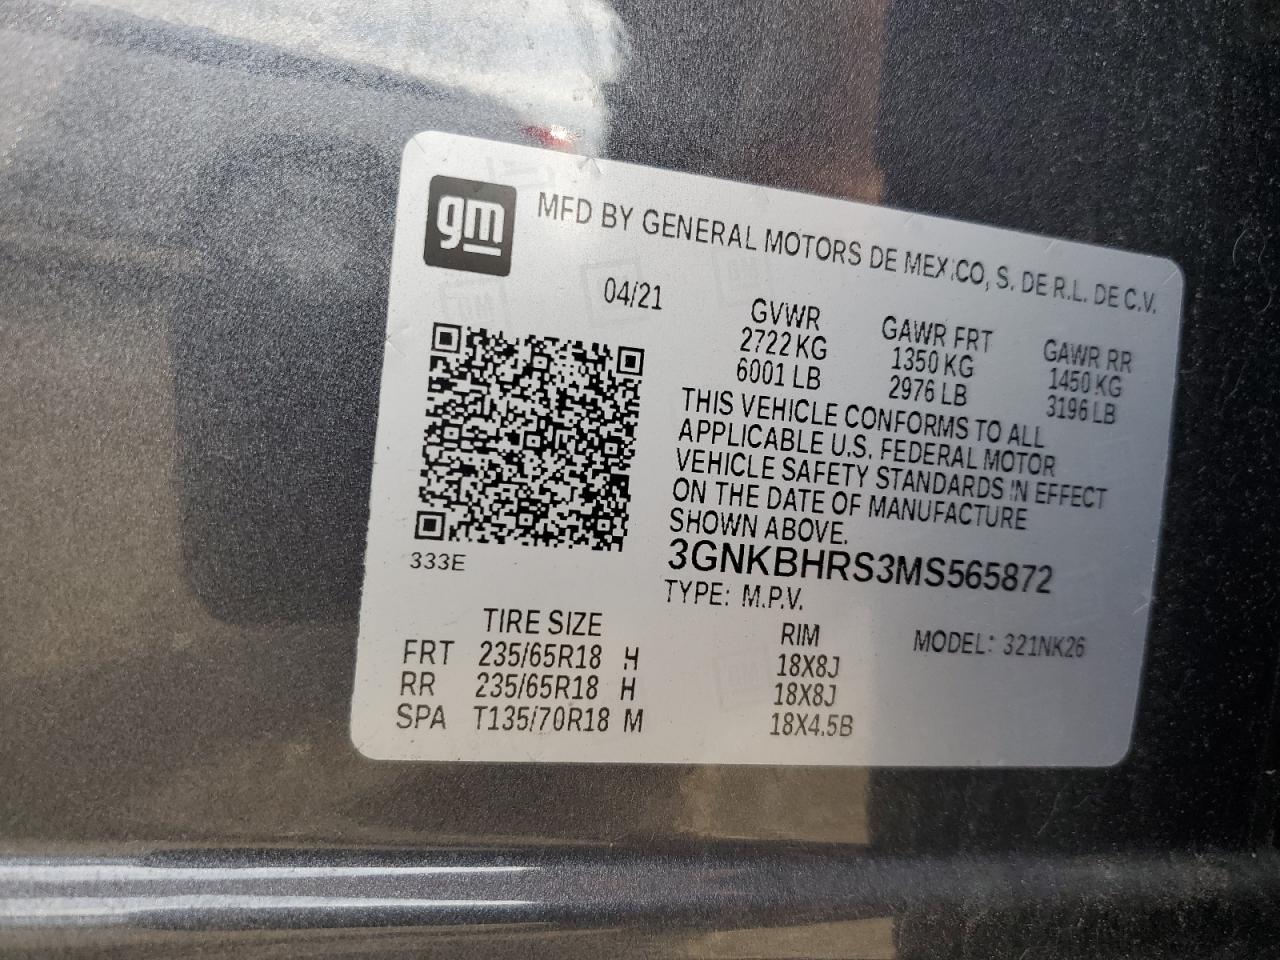 gm
MFD BY GENERAL MOTORS DE MEXICO, S. DE R.L. DE C.V.
04/21
GVWR GAWR FRT GAWR RR
2722 KG 1350 KG 1450 KG
6001 LB 2976 LB 3196 LB
THIS VEHICLE CONFORMS TO ALL
APPLICABLE U.S. FEDERAL MOTOR
VEHICLE SAFETY STANDARDS IN EFFECT
ON THE DATE OF MANUFACTURE
SHOWN ABOVE.
333E
3GNKBHRS3MS565872
TYPE: M.P.V.
TIRE SIZE RIM MODEL: 321NK26
FRT 235/65R18 H 18X8J
RR 235/65R18 H 18X8J
SPA T135/70R18 M 18X4.5B